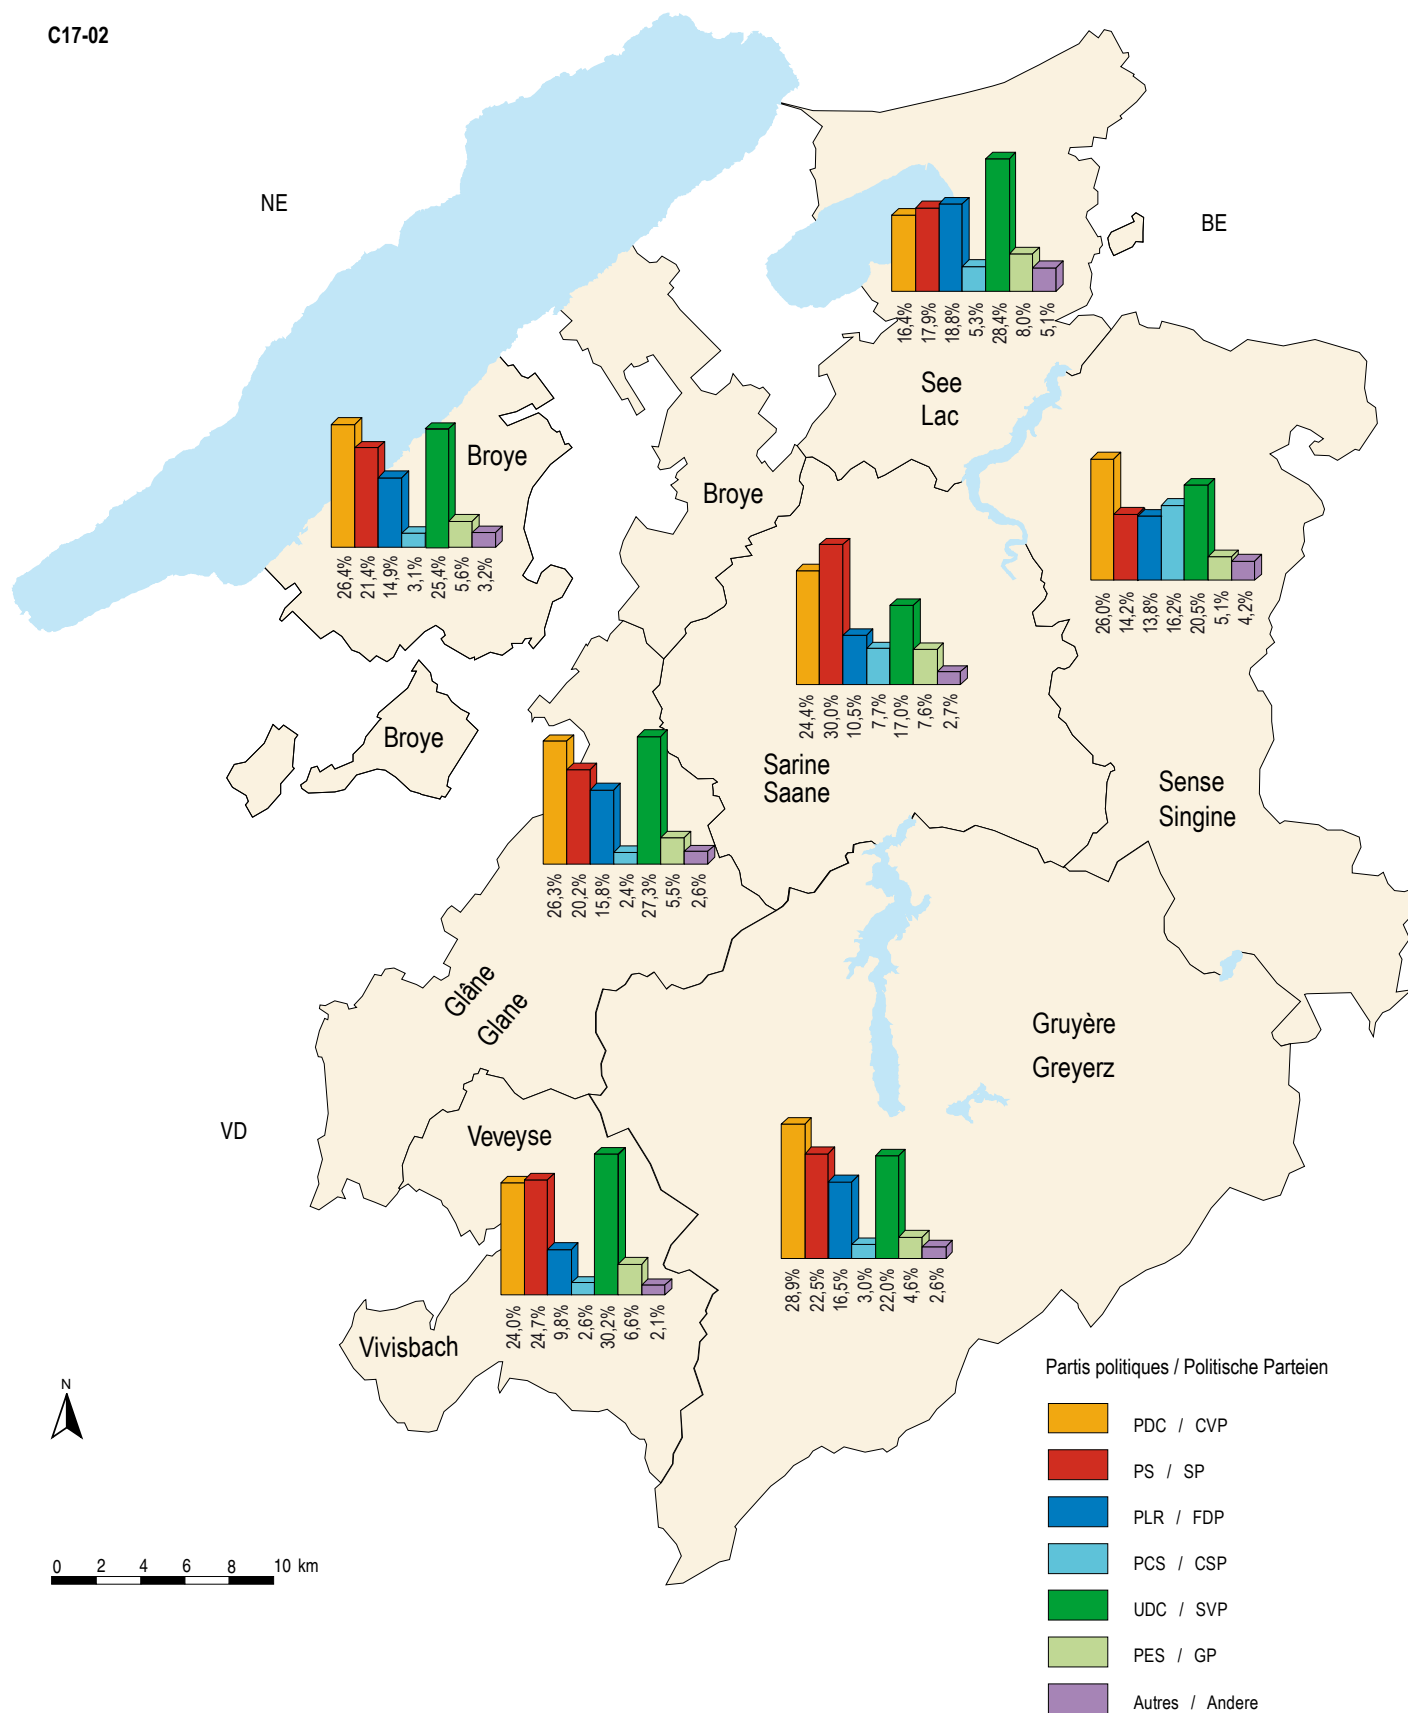 C17-02
NE
BE
16,4%
17,9%
18,8%
5,3%
28,4%
8,0%
5,1%
See
Lac
Broye
26,4%
21,4%
14,9%
3,1%
25,4%
5,6%
3,2%
Broye
26,0%
14,2%
13,8%
16,2%
20,5%
5,1%
4,2%
24,4%
30,0%
10,5%
7,7%
17,0%
7,6%
2,7%
Broye
Sarine
Saane
Sense
Singine
26,3%
20,2%
15,8%
2,4%
27,3%
5,5%
2,6%
Glâne
Glane
Gruyère
Greyerz
VD
Veveyse
24,0%
24,7%
9,8%
2,6%
30,2%
6,6%
2,1%
28,9%
22,5%
16,5%
3,0%
22,0%
4,6%
2,6%
Vivisbach
N
0 2 4 6 8 10 km
Partis politiques / Politische Parteien
PDC / CVP
PS / SP
PLR / FDP
PCS / CSP
UDC / SVP
PES / GP
Autres / Andere